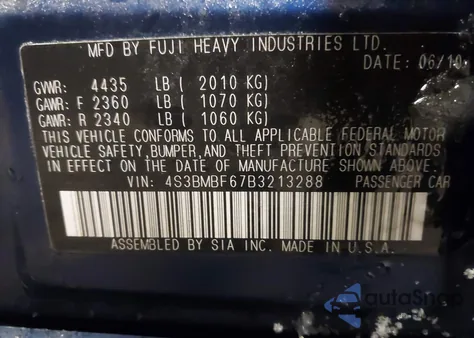 MFD BY FUJI HEAVY INDUSTRIES LTD.
DATE: 06/10
GVWR: 4435 LB ( 2010 KG)
GAWR: F 2360 LB ( 1070 KG)
GAWR: R 2340 LB ( 1060 KG)
THIS VEHICLE CONFORMS TO ALL APPLICABLE FEDERAL MOTOR
VEHICLE SAFETY, BUMPER, AND THEFT PREVENTION STANDARDS
IN EFFECT ON THE DATE OF MANUFACTURE SHOWN ABOVE.
VIN: 4S3BMBF67B3213288 PASSENGER CAR
ASSEMBLED BY SIA INC. MADE IN U.S.A.
autoSnap